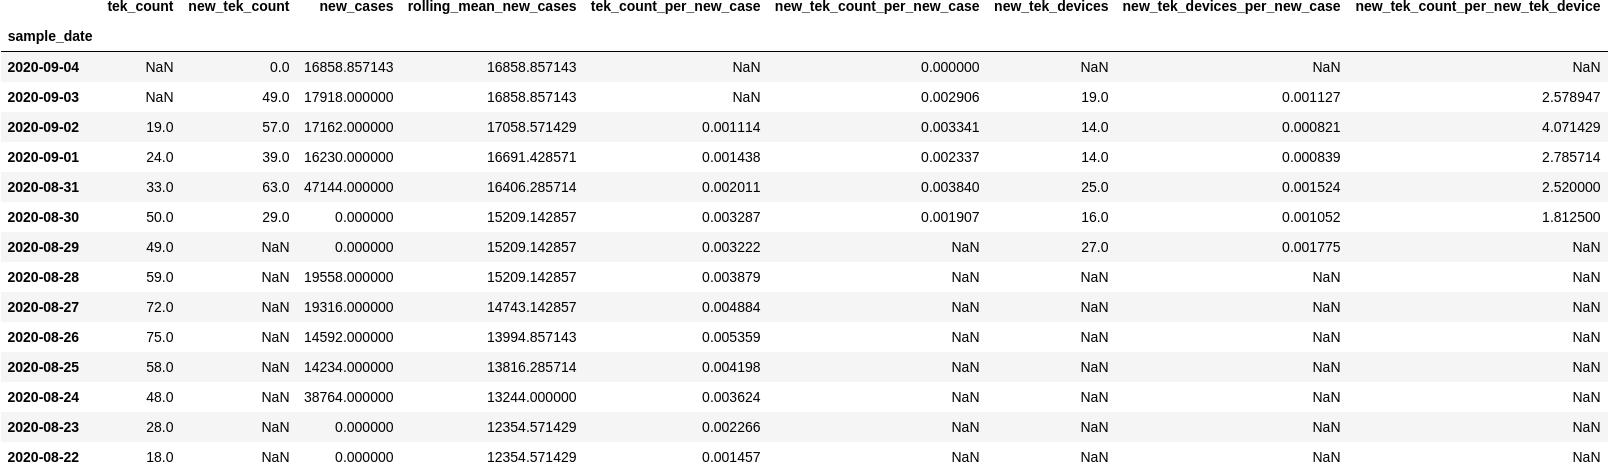 tek_count new_tek_count new_cases rolling_mean_new_cases tek_count_per_new_case new_tek_count_per_new_case new_tek_devices new_tek_devices_per_new_case new_tek_count_per_new_tek_device
sample_date
2020-09-04 NaN 0.0 16858.857143 16858.857143 NaN 0.000000 NaN NaN NaN
2020-09-03 NaN 49.0 17918.000000 16858.857143 NaN 0.002906 19.0 0.001127 2.578947
2020-09-02 19.0 57.0 17162.000000 17058.571429 0.001114 0.003341 14.0 0.000821 4.071429
2020-09-01 24.0 39.0 16230.000000 16691.428571 0.001438 0.002337 14.0 0.000839 2.785714
2020-08-31 33.0 63.0 47144.000000 16406.285714 0.002011 0.003840 25.0 0.001524 2.520000
2020-08-30 50.0 29.0 0.000000 15209.142857 0.003287 0.001907 16.0 0.001052 1.812500
2020-08-29 49.0 NaN 0.000000 15209.142857 0.003222 NaN 27.0 0.001775 NaN
2020-08-28 59.0 NaN 19558.000000 15209.142857 0.003879 NaN NaN NaN NaN
2020-08-27 72.0 NaN 19316.000000 14743.142857 0.004884 NaN NaN NaN NaN
2020-08-26 75.0 NaN 14592.000000 13994.857143 0.005359 NaN NaN NaN NaN
2020-08-25 58.0 NaN 14234.000000 13816.285714 0.004198 NaN NaN NaN NaN
2020-08-24 48.0 NaN 38764.000000 13244.000000 0.003624 NaN NaN NaN NaN
2020-08-23 28.0 NaN 0.000000 12354.571429 0.002266 NaN NaN NaN NaN
2020-08-22 18.0 NaN 0.000000 12354.571429 0.001457 NaN NaN NaN NaN